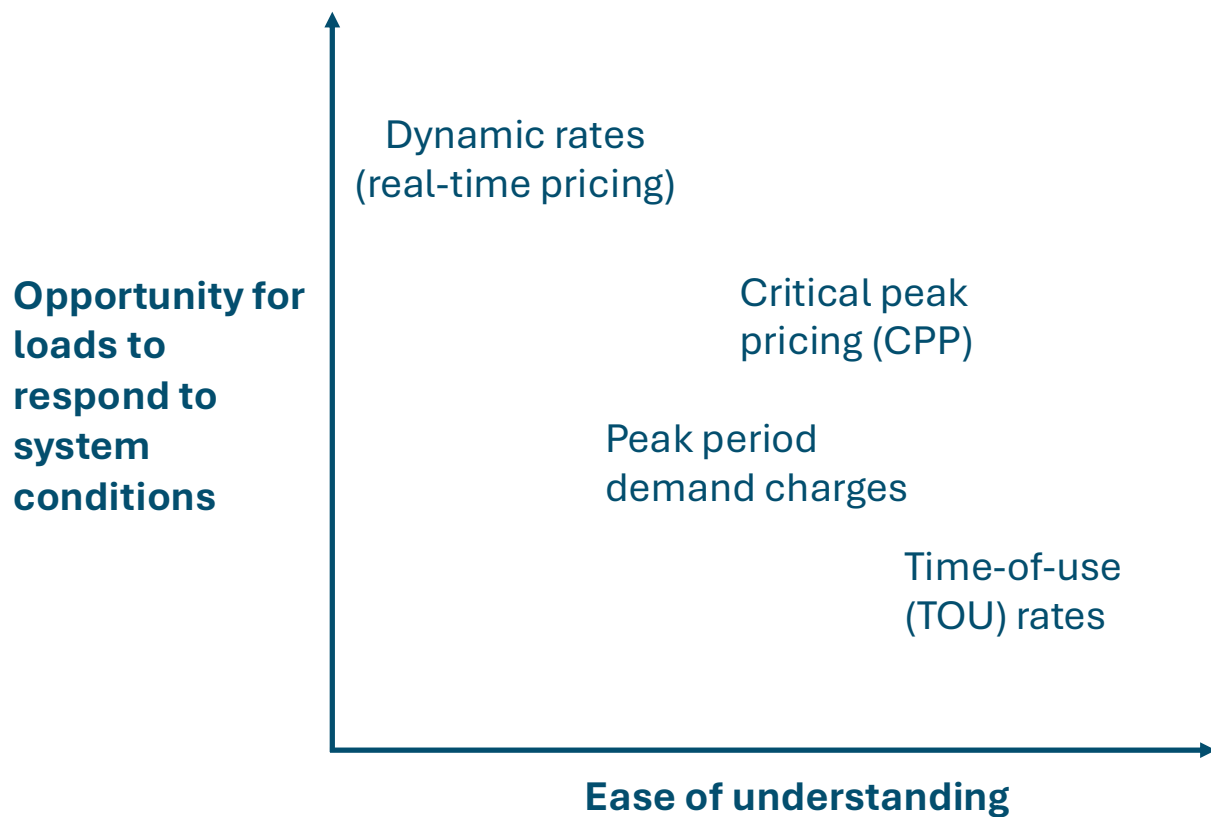 Dynamic rates
(real-time pricing)
Opportunity for
loads to
respond to
system
conditions
Critical peak
pricing (CPP)
Peak period
demand charges
Time-of-use
(TOU) rates
Ease of understanding